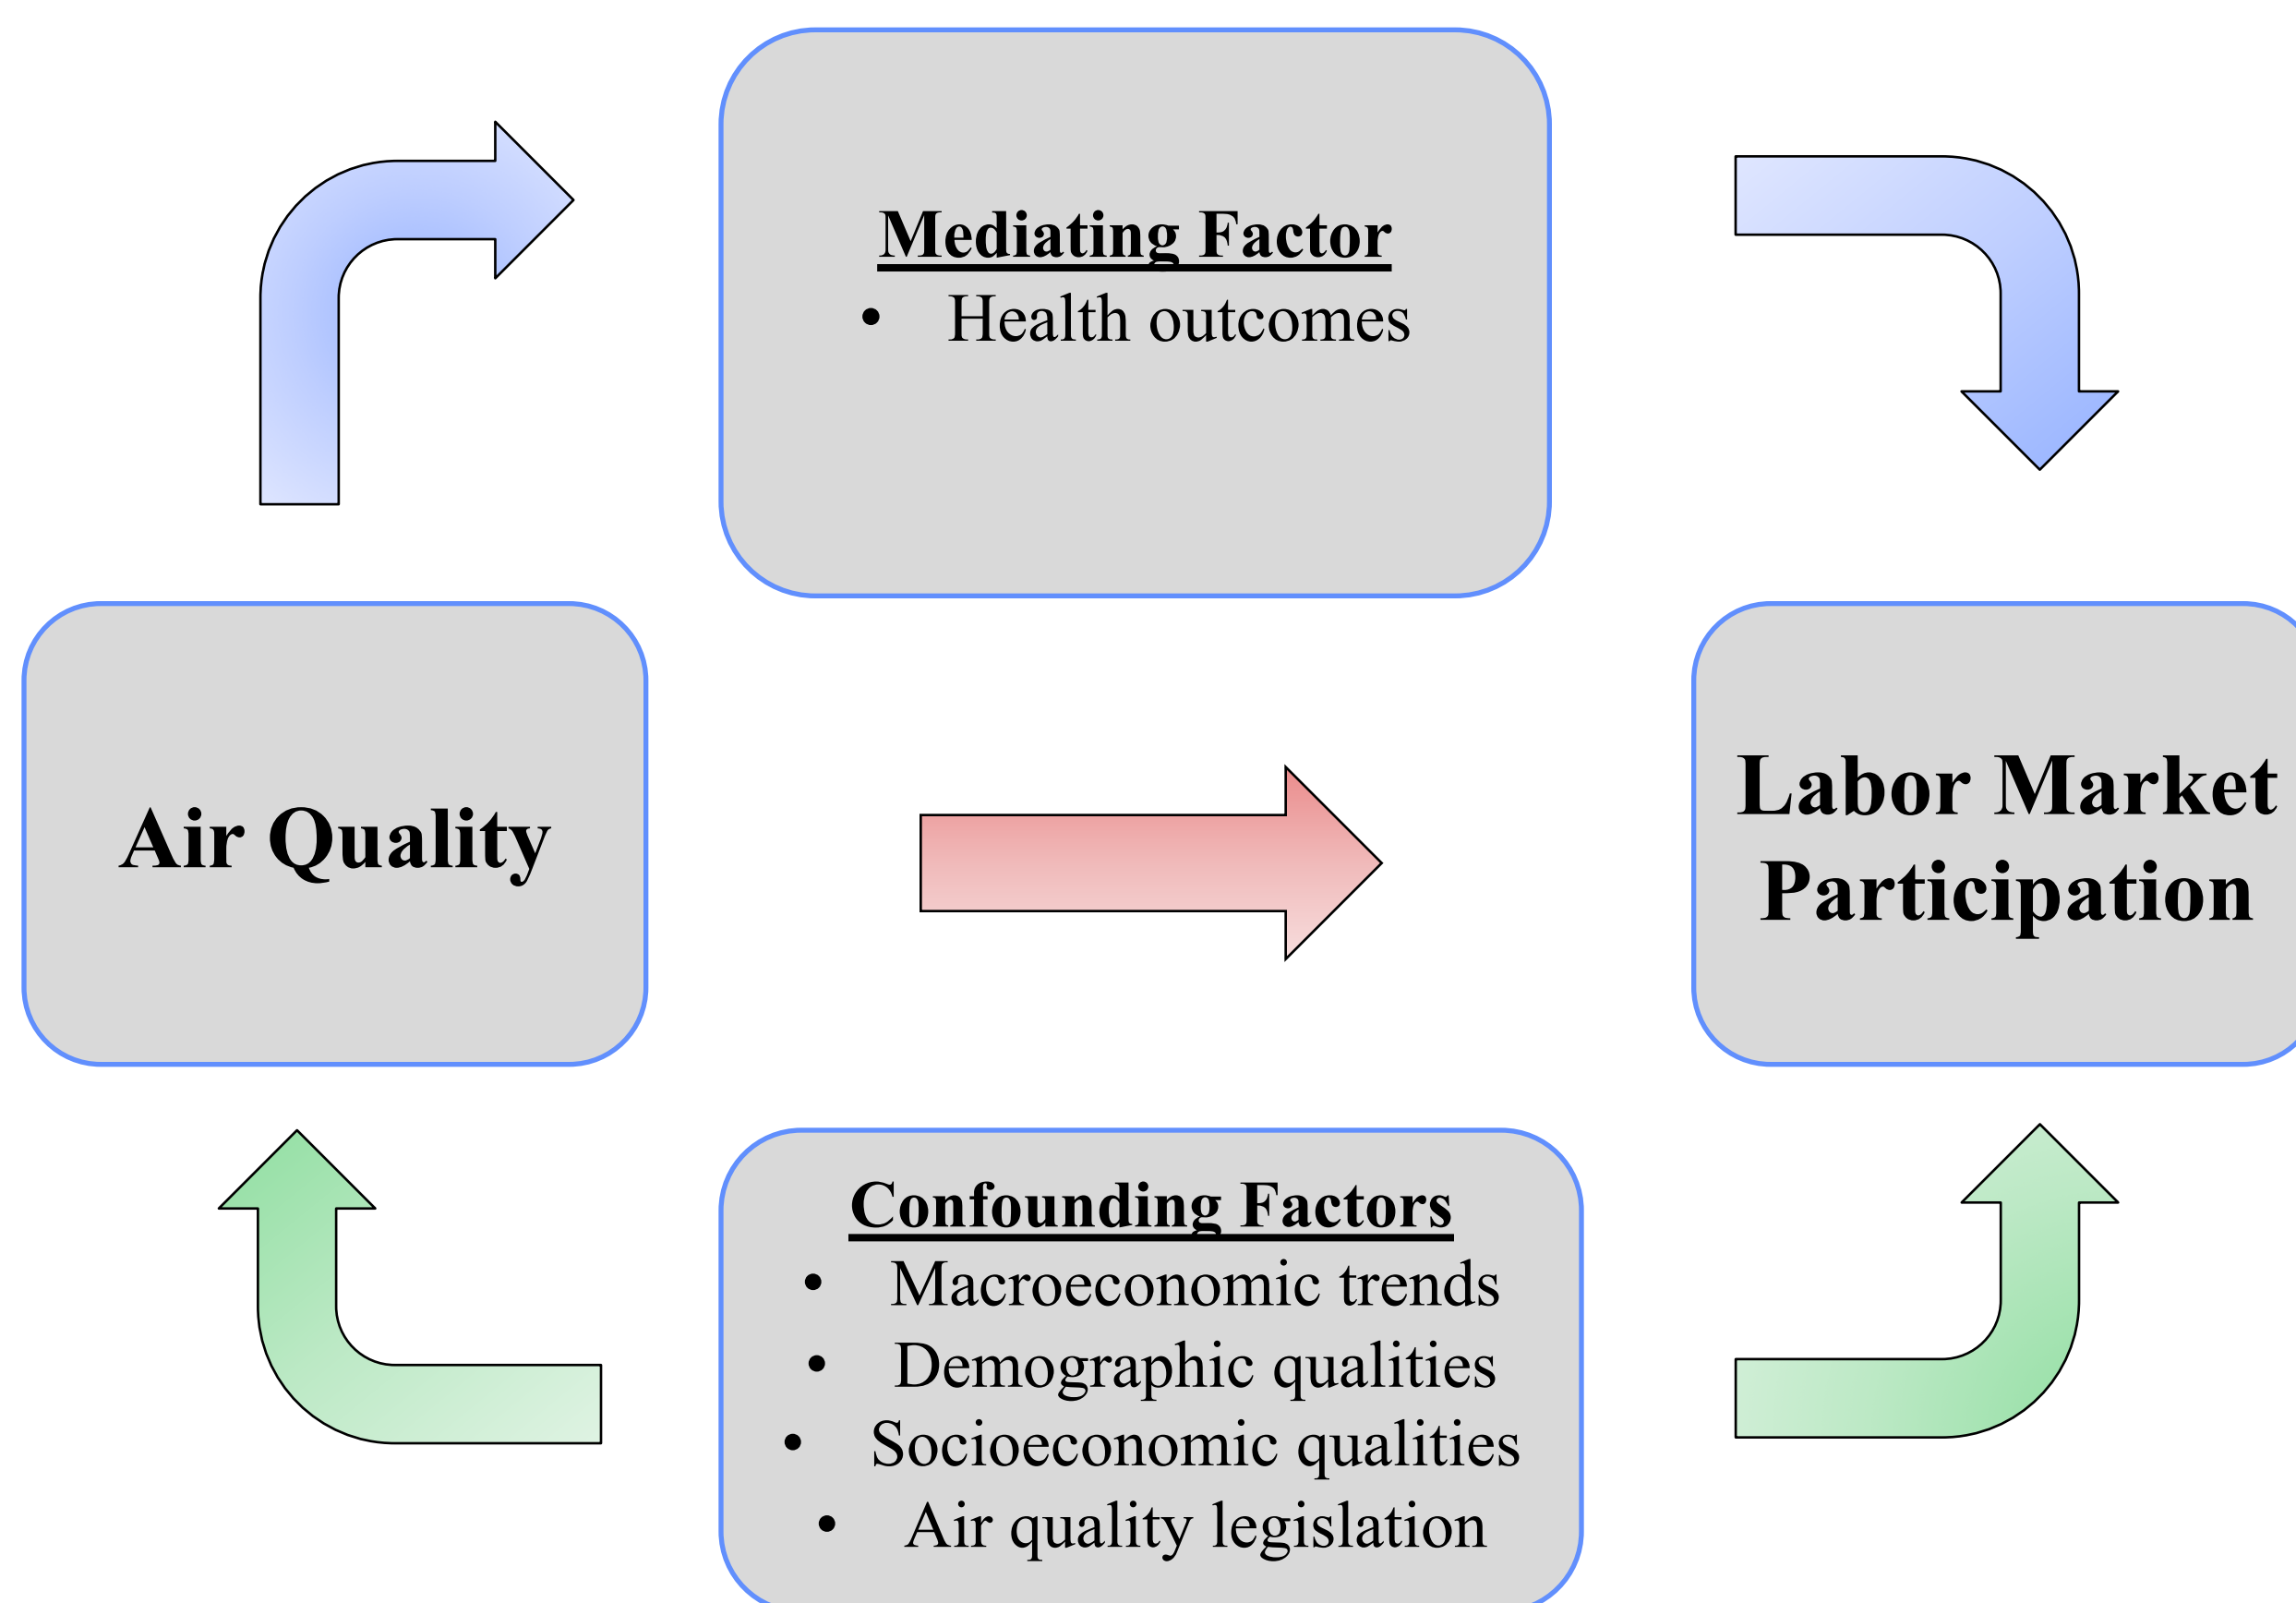 Mediating Factor
• Health outcomes
Air Quality
Labor Market
Participation
Confounding Factors
• Macroeconomic trends
• Demographic qualities
• Socioeconomic qualities
• Air quality legislation